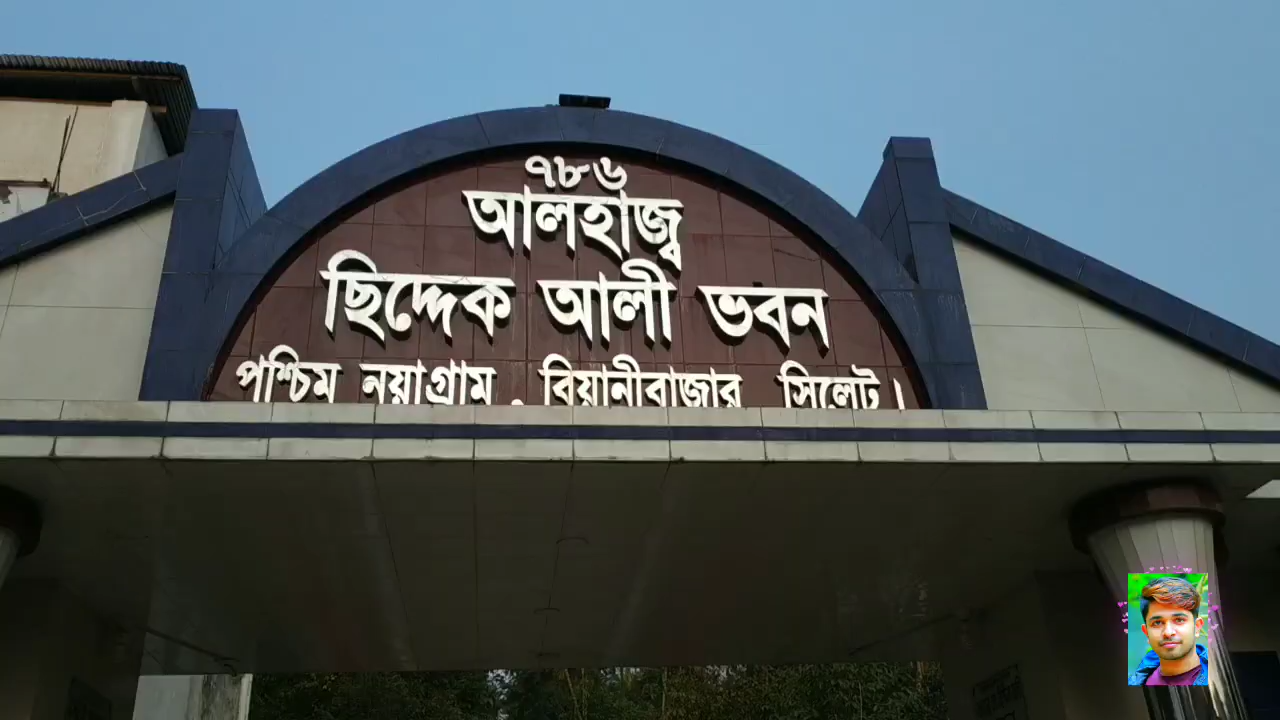 ৭৮৬
আলহাজ্ব
ছিদ্দেক আলী ভবন
পশ্চিম নয়াগ্রাম . বিয়ানীবাজার সিলেট।